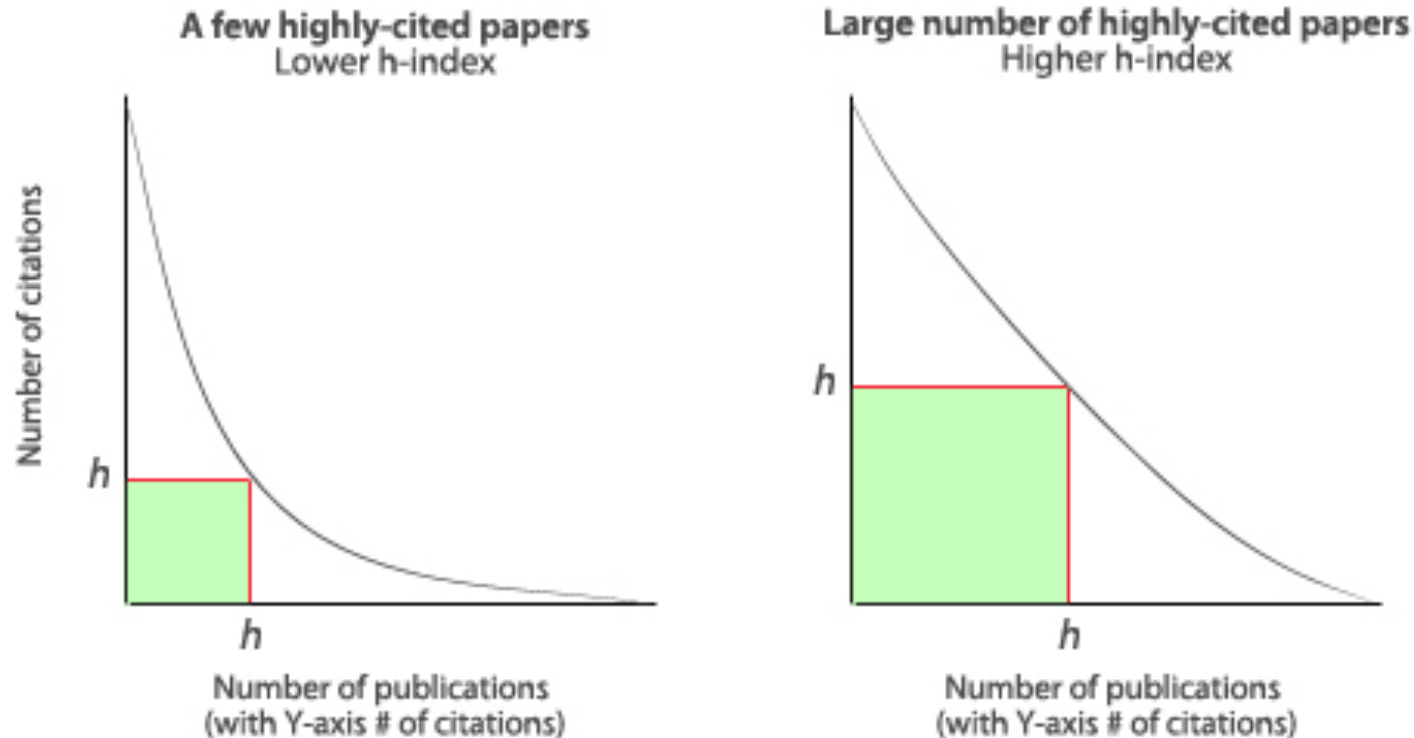 A few highly-cited papers
Lower h-index
Number of citations
h
h
Number of publications
(with Y-axis # of citations)
Large number of highly-cited papers
Higher h-index
h
h
Number of publications
(with Y-axis # of citations)